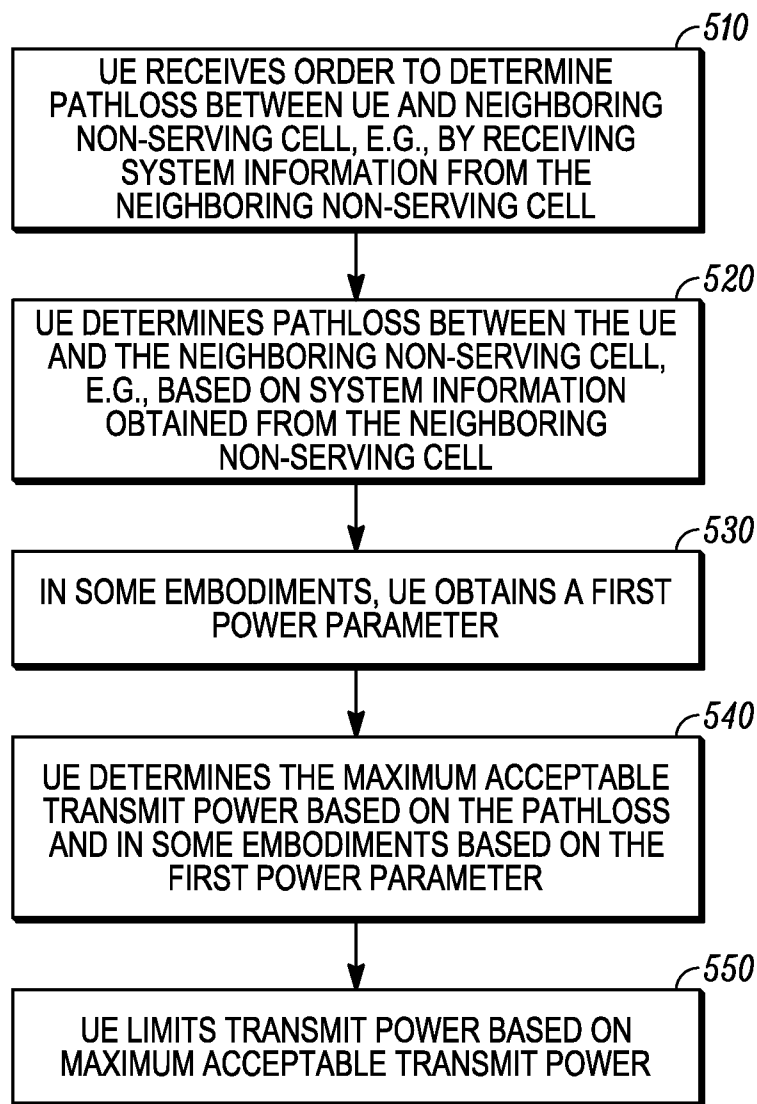 510
UE RECEIVES ORDER TO DETERMINE
PATHLOSS BETWEEN UE AND NEIGHBORING
NON-SERVING CELL, E.G., BY RECEIVING
SYSTEM INFORMATION FROM THE
NEIGHBORING NON-SERVING CELL
520
UE DETERMINES PATHLOSS BETWEEN THE UE
AND THE NEIGHBORING NON-SERVING CELL,
E.G., BASED ON SYSTEM INFORMATION
OBTAINED FROM THE NEIGHBORING
NON-SERVING CELL
530
IN SOME EMBODIMENTS, UE OBTAINS A FIRST
POWER PARAMETER
540
UE DETERMINES THE MAXIMUM ACCEPTABLE
TRANSMIT POWER BASED ON THE PATHLOSS
AND IN SOME EMBODIMENTS BASED ON THE
FIRST POWER PARAMETER
550
UE LIMITS TRANSMIT POWER BASED ON
MAXIMUM ACCEPTABLE TRANSMIT POWER